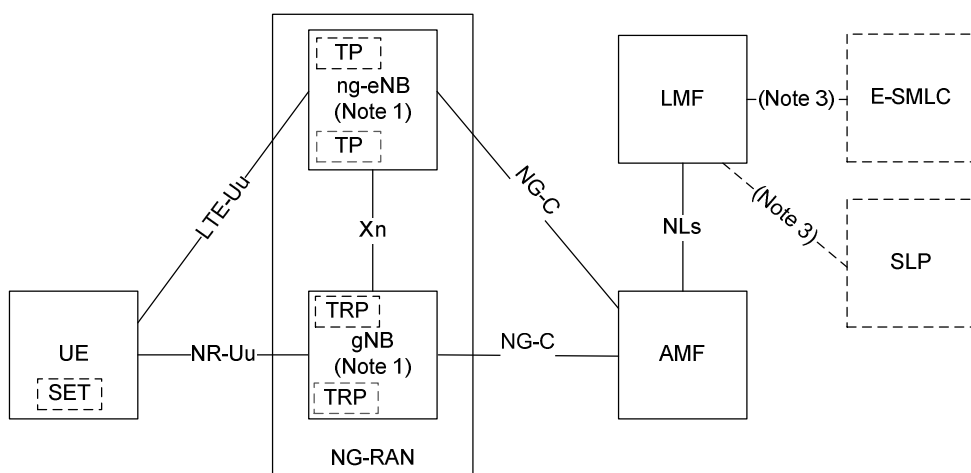 TP
ng-eNB
(Note 1)
TP
LMF
(Note 3)
E-SMLC
LTE-Uu
NG-C
Xn
NLs
(Note 3)
SLP
UE
SET
NR-Uu
TRP
gNB
(Note 1)
TRP
NG-C
AMF
NG-RAN